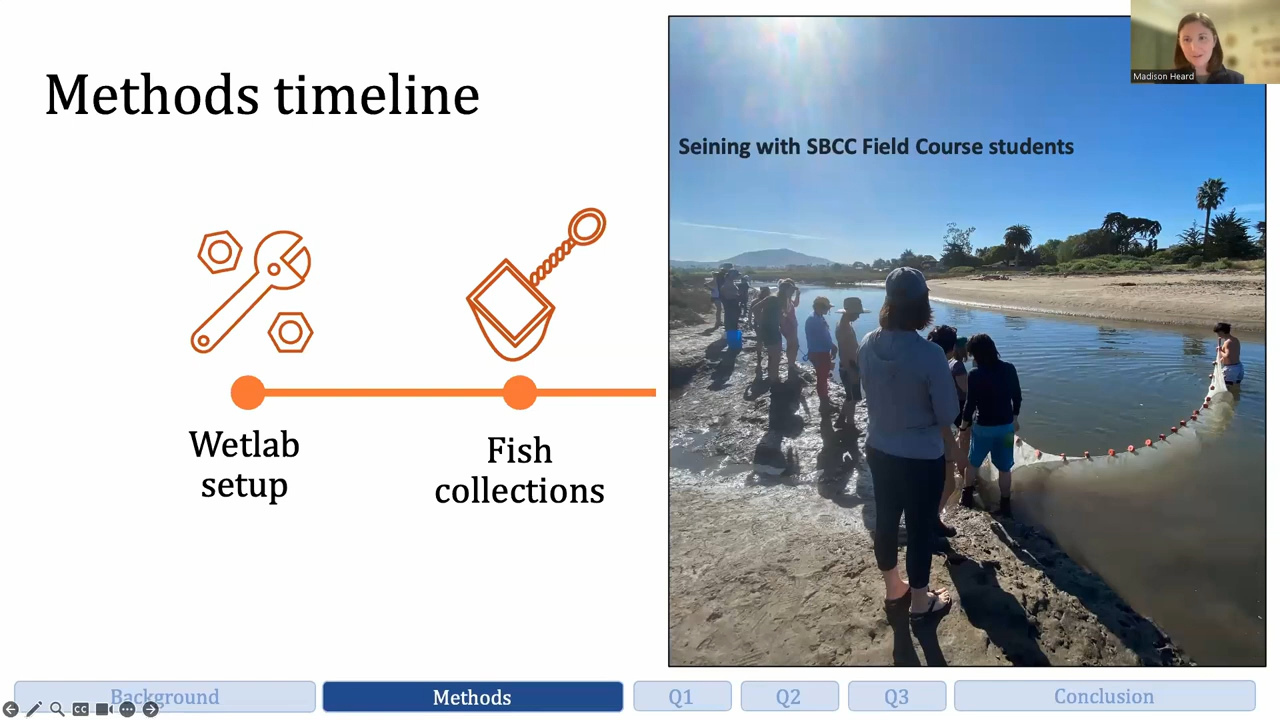 Methods timeline
Madison Heard
Seining with SBCC Field Course students
Wetlab
setup
Fish
collections
Background
Methods
Q1
Q2
Q3
Conclusion
CC